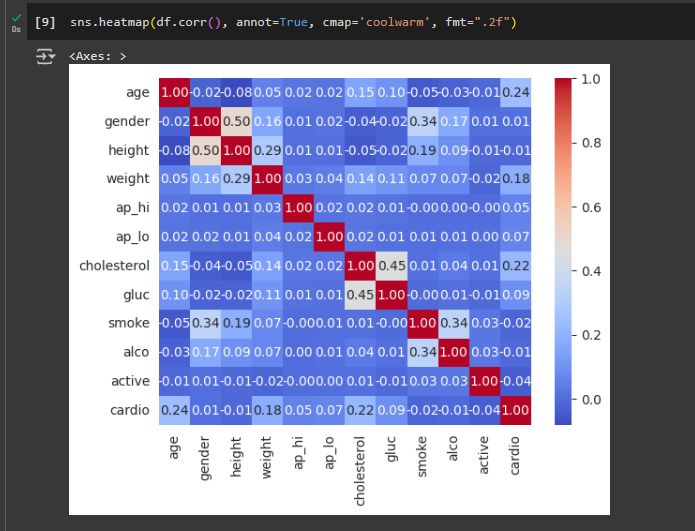 [9] sns.heatmap(df.corr(), annot=True, cmap='coolwarm', fmt=".2f")
0s
<Axes: >
age 1.00 -0.02 -0.08 0.05 0.02 0.02 0.15 0.10 -0.05 -0.03 -0.01 0.24
gender -0.02 1.00 0.50 0.16 0.01 0.02 -0.04 -0.02 0.34 0.17 0.01 0.01
height -0.08 0.50 1.00 0.29 0.01 0.01 -0.05 -0.02 0.19 0.09 -0.01 -0.01
weight 0.05 0.16 0.29 1.00 0.03 0.04 0.14 0.11 0.07 0.07 -0.02 0.18
ap_hi 0.02 0.01 0.01 0.03 1.00 0.02 0.02 0.01 -0.00 0.00 -0.00 0.05
ap_lo 0.02 0.02 0.01 0.04 0.02 1.00 0.02 0.01 0.01 0.01 0.00 0.07
cholesterol 0.15 -0.04 -0.05 0.14 0.02 0.02 1.00 0.45 0.01 0.04 0.01 0.22
gluc 0.10 -0.02 -0.02 0.11 0.01 0.01 0.45 1.00 -0.00 0.01 -0.01 0.09
smoke -0.05 0.34 0.19 0.07 -0.00 0.01 0.01 -0.00 1.00 0.34 0.03 -0.02
alco -0.03 0.17 0.09 0.07 0.00 0.01 0.04 0.01 0.34 1.00 0.03 -0.01
active -0.01 0.01 -0.01 -0.02 -0.00 0.00 0.01 -0.01 0.03 0.03 1.00 -0.04
cardio 0.24 0.01 -0.01 0.18 0.05 0.07 0.22 0.09 -0.02 -0.01 -0.04 1.00
age gender height weight ap_hi ap_lo cholesterol gluc smoke alco active cardio
1.0
0.8
0.6
0.4
0.2
0.0